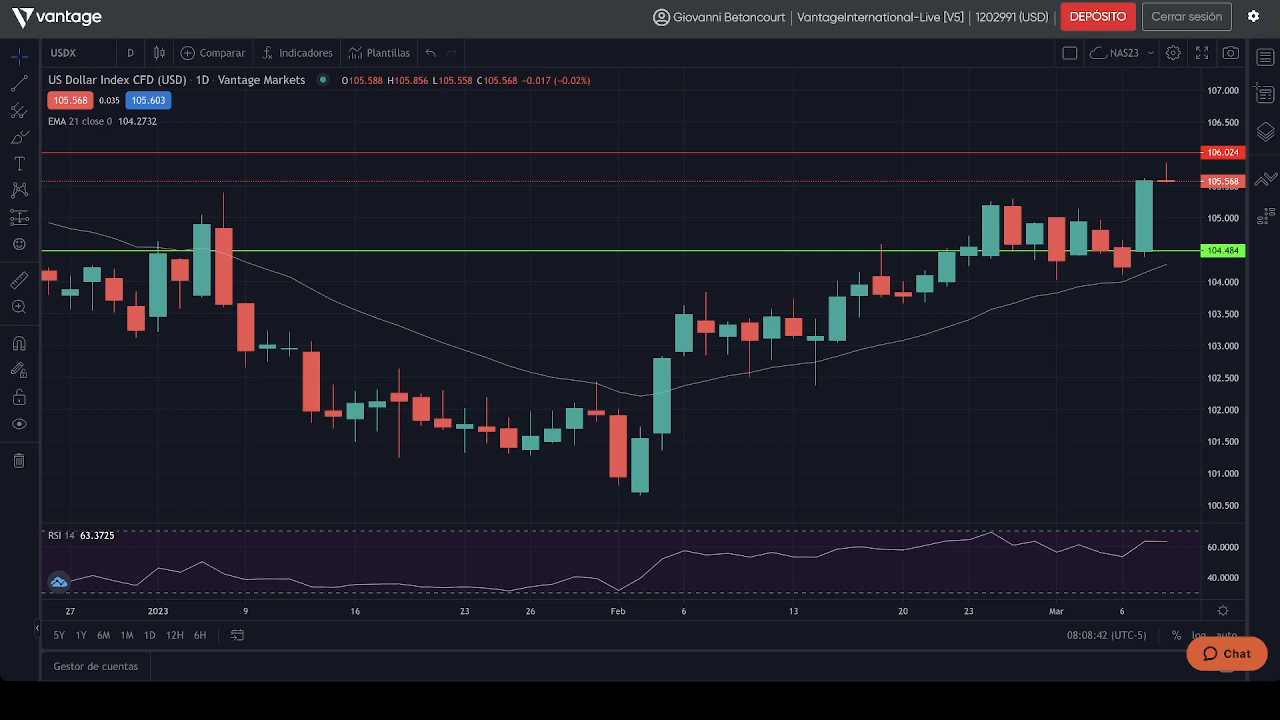 vantage
Giovanni Betancourt | VantageInternational-Live [V5] | 1202991 (USD)
DEPÓSITO
Cerrar sesión
USDX
D
Comparar
Indicadores
Plantillas
NAS23
US Dollar Index CFD (USD) · 1D · Vantage Markets
O105.588 H105.856 L105.558 C105.568 -0.017 (-0.02%)
105.568
0.035
105.603
EMA 21 close 0 104.2732
107.000
106.500
106.024
105.568
105.000
104.484
104.000
103.500
103.000
102.500
102.000
101.500
101.000
100.500
RSI 14 63.3725
60.0000
40.0000
27 2023 9 16 23 26 Feb 6 13 20 23 Mar 6
5Y 1Y 6M 1M 1D 12H 6H
08:08:42 (UTC-5)
% log auto
Chat
Gestor de cuentas